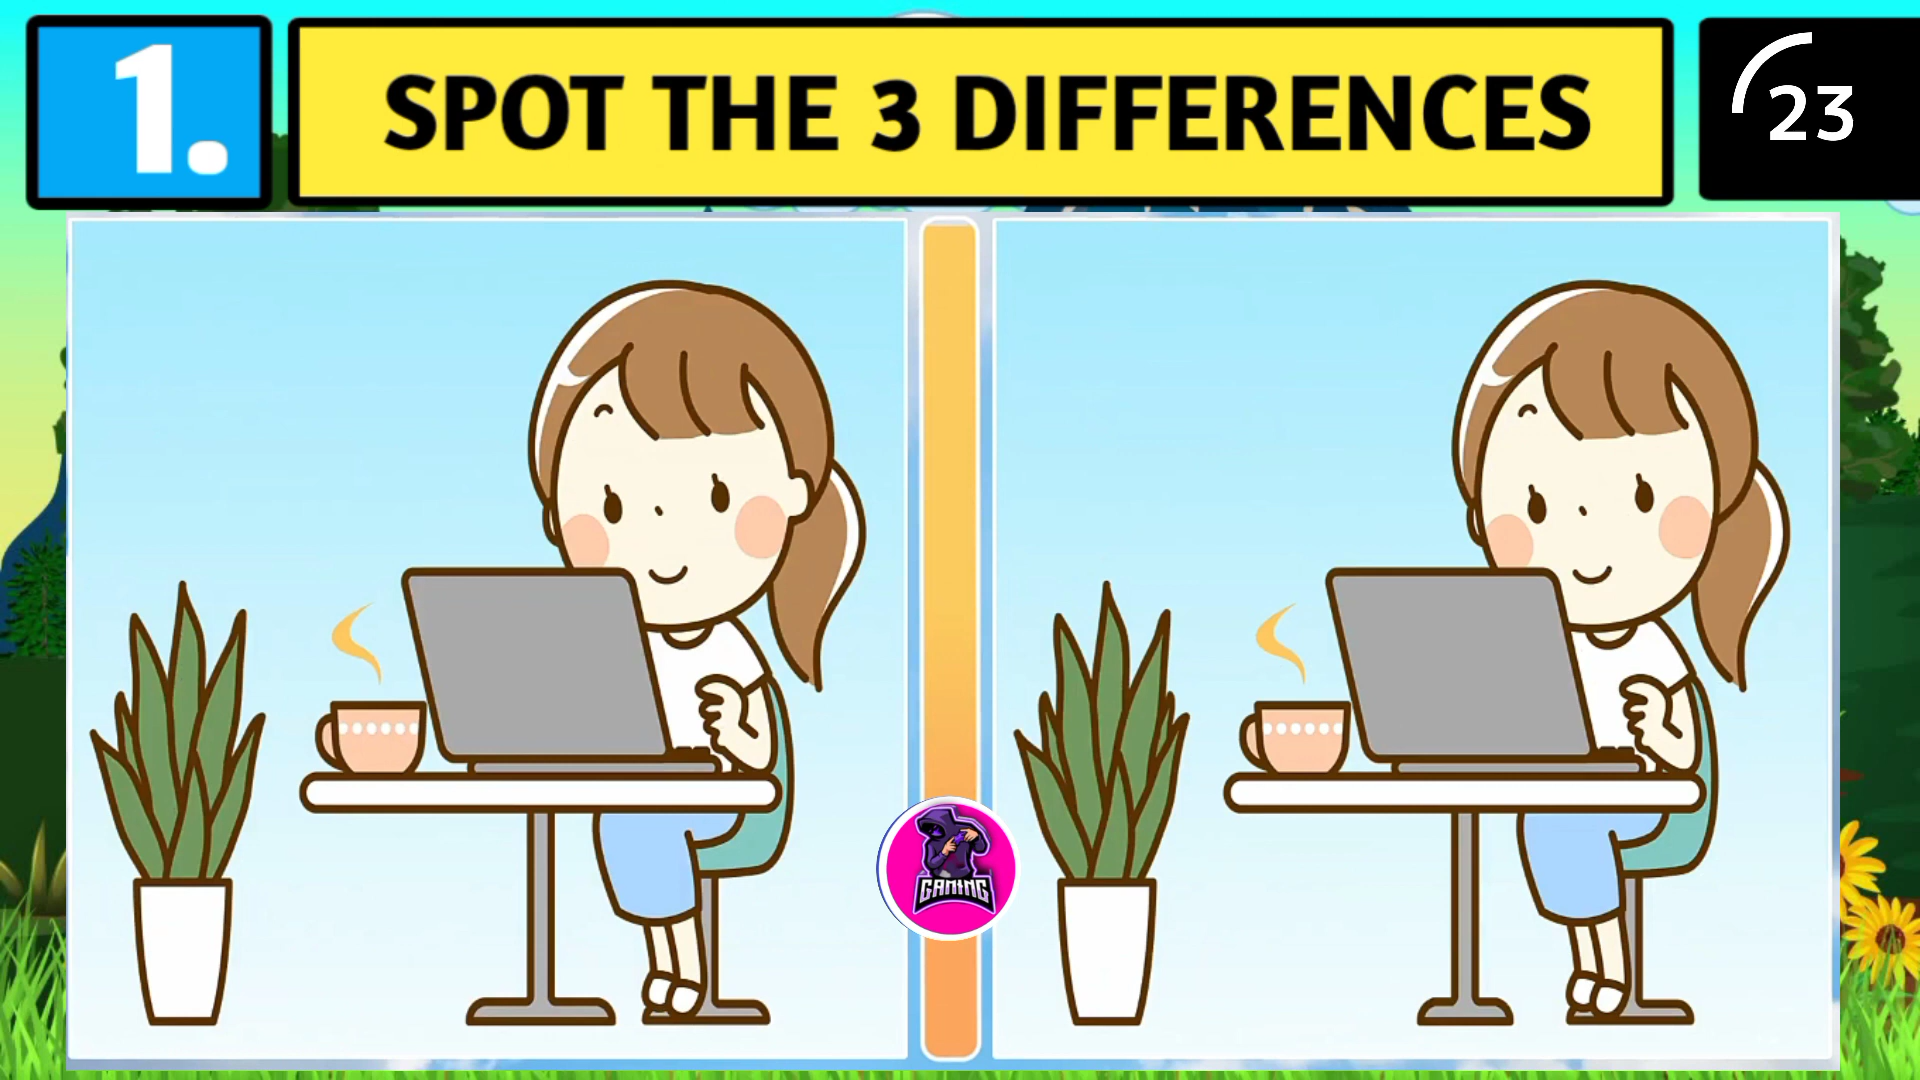 1.
SPOT THE 3 DIFFERENCES
23
GAMING